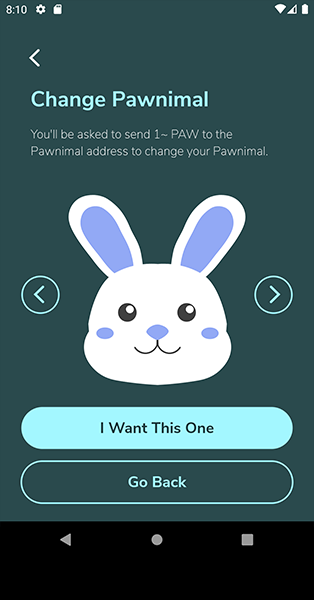 8:10
Change Pawnimal
You'll be asked to send 1~ PAW to the
Pawnimal address to change your Pawnimal.
I Want This One
Go Back